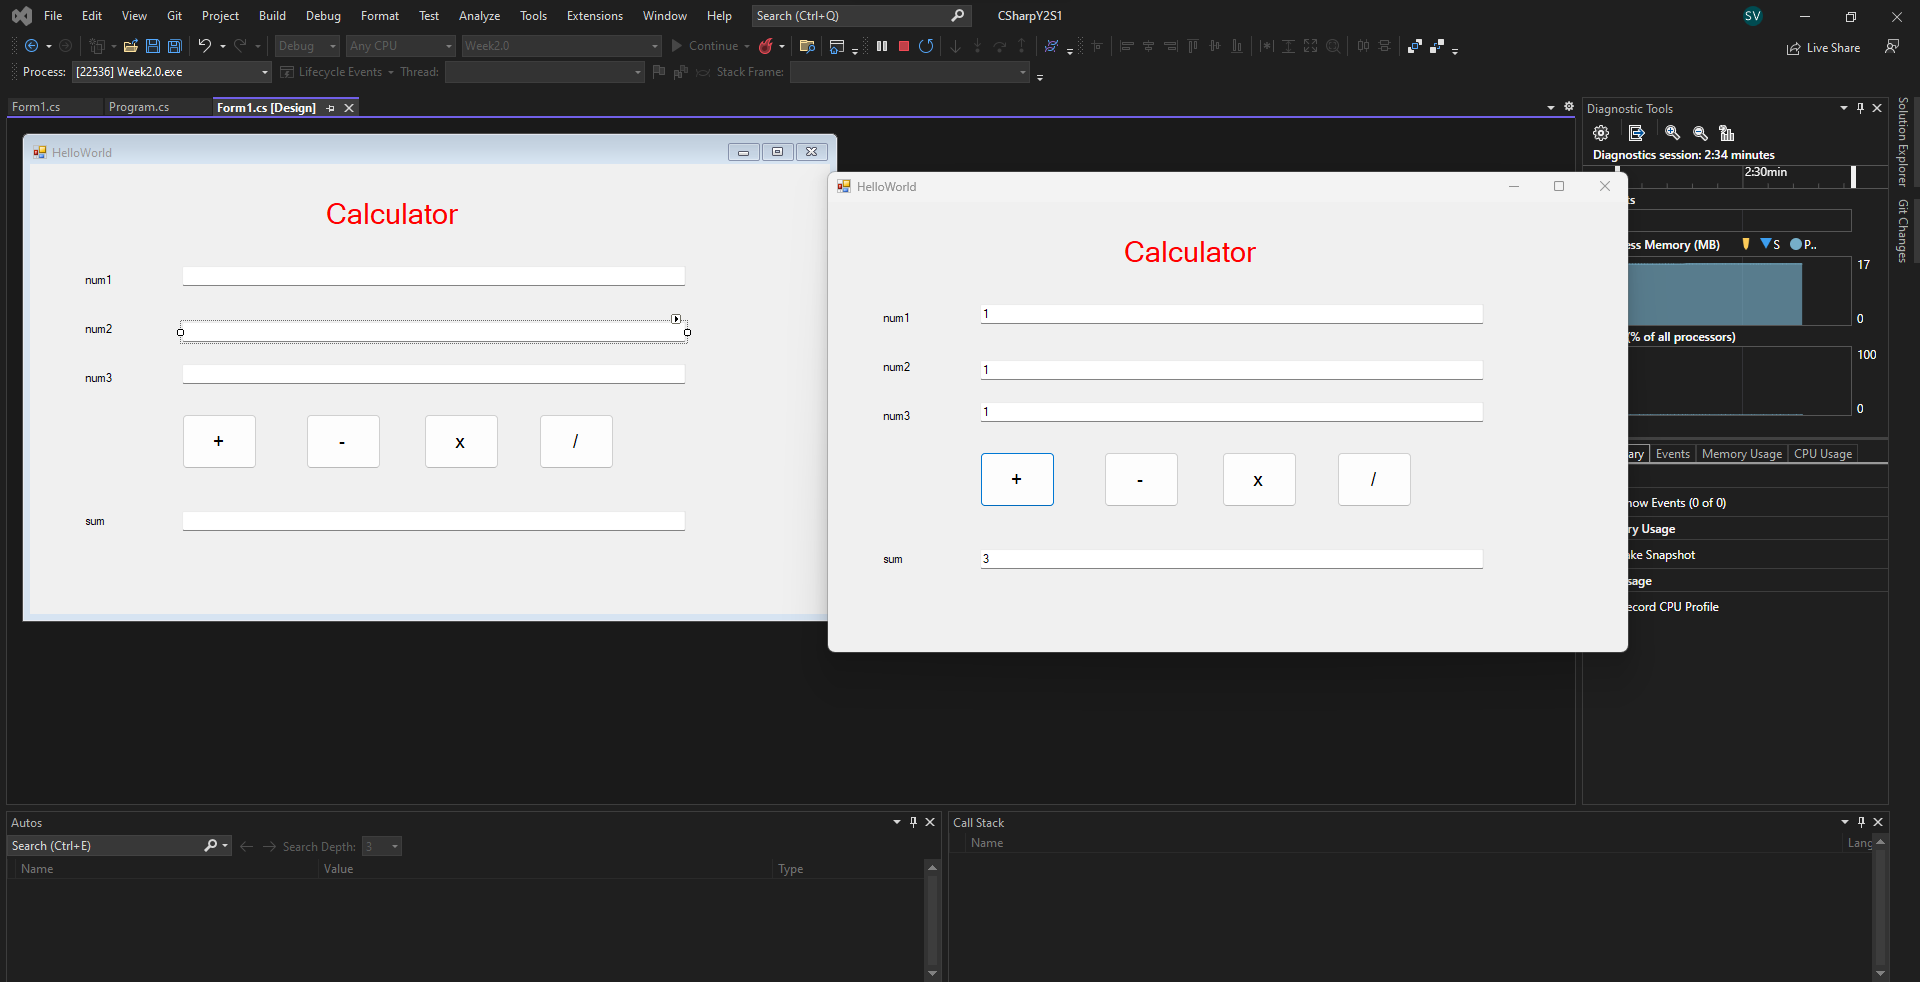 File Edit View Git Project Build Debug Format Test Analyze Tools Extensions Window Help Search (Ctrl+Q) CSharpY2S1 SV
Debug Any CPU Week2.0 Continue Live Share
Process: [22536] Week2.0.exe Lifecycle Events Thread: Stack Frame:
Form1.cs Program.cs Form1.cs [Design]
HelloWorld
Calculator
num1
num2
num3
+ - x /
sum
HelloWorld
Calculator
num1 1
num2 1
num3 1
+ - x /
sum 3
Diagnostic Tools
Diagnostics session: 2:34 minutes
2:30min
ts
ess Memory (MB) S P..
17
0
(% of all processors)
100
0
ary Events Memory Usage CPU Usage
how Events (0 of 0)
ry Usage
ke Snapshot
sage
ecord CPU Profile
Solution Explorer
Git Changes
Autos
Search (Ctrl+E) Search Depth: 3
Name Value Type
Call Stack
Name Lang